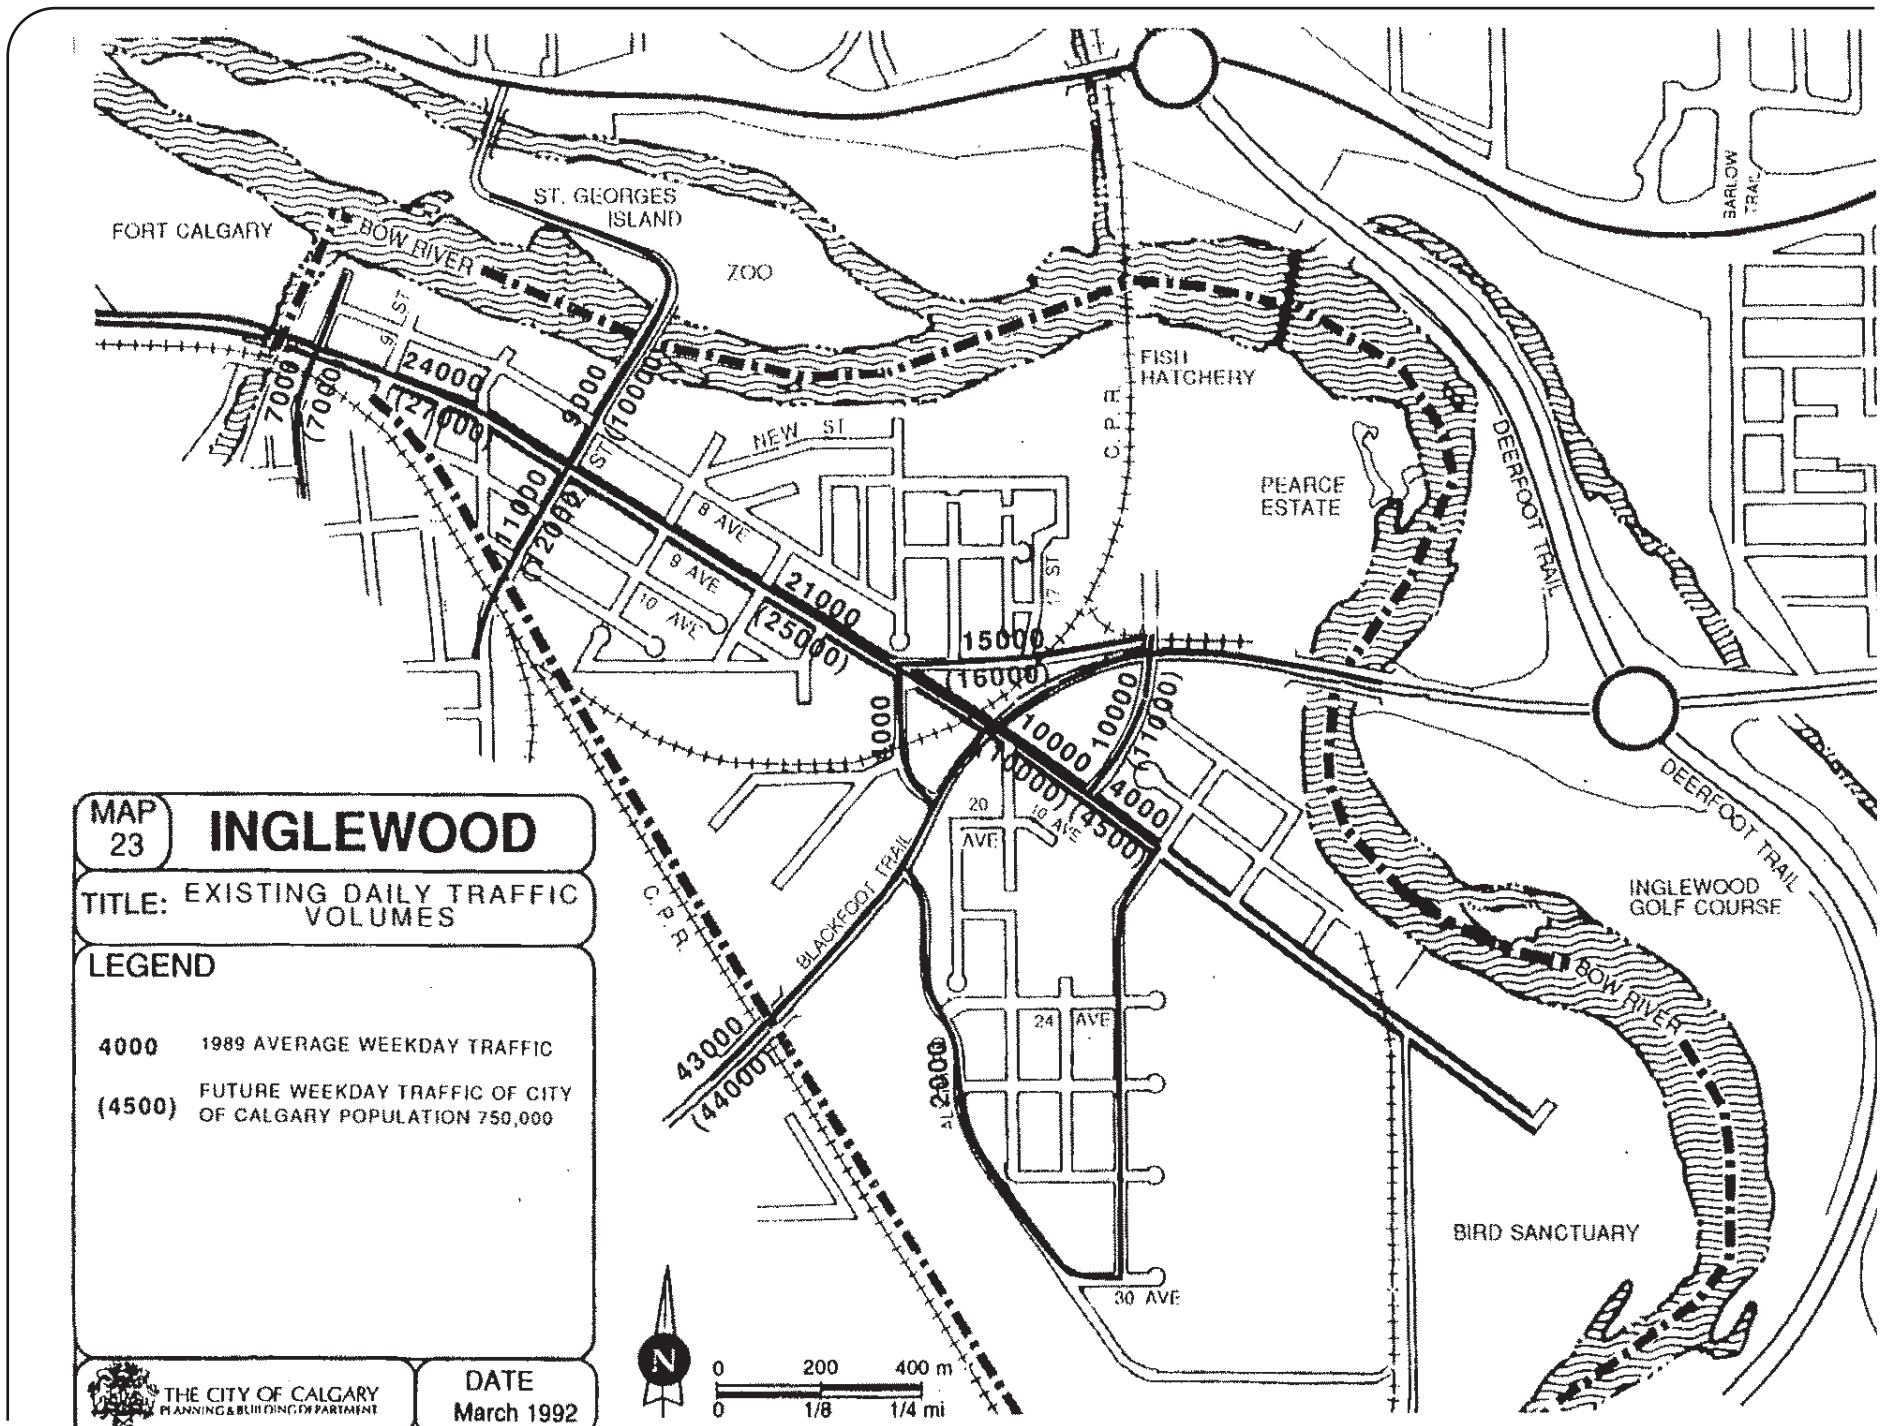 BARLOW
TRAIL
ST. GEORGES
ISLAND
FORT CALGARY
BOW RIVER
ZOO
ST
24000
(27000)
7000
(7000)
9000
(10000)
FISH
HATCHERY
C. P. R.
DEERFOOT TRAIL
NEW ST
ST
PEARCE
ESTATE
11000
(12000)
8 AVE
9 AVE
10 AVE
17 ST
21000
(25000)
15000
(16000)
10000
(11000)
10000
(10000)
4000
(4500)
20
AVE
10 AVE
BLACKFOOT TRAIL
DEERFOOT TRAIL
INGLEWOOD
GOLF COURSE
BOW RIVER
C. P. R.
24 AVE
43000
(44000)
2000
BIRD SANCTUARY
30 AVE
MAP
23
INGLEWOOD
TITLE: EXISTING DAILY TRAFFIC
VOLUMES
LEGEND
4000 1989 AVERAGE WEEKDAY TRAFFIC
(4500) FUTURE WEEKDAY TRAFFIC OF CITY
OF CALGARY POPULATION 750,000
THE CITY OF CALGARY
PLANNING & BUILDING DEPARTMENT
DATE
March 1992
N
0 200 400 m
0 1/8 1/4 mi